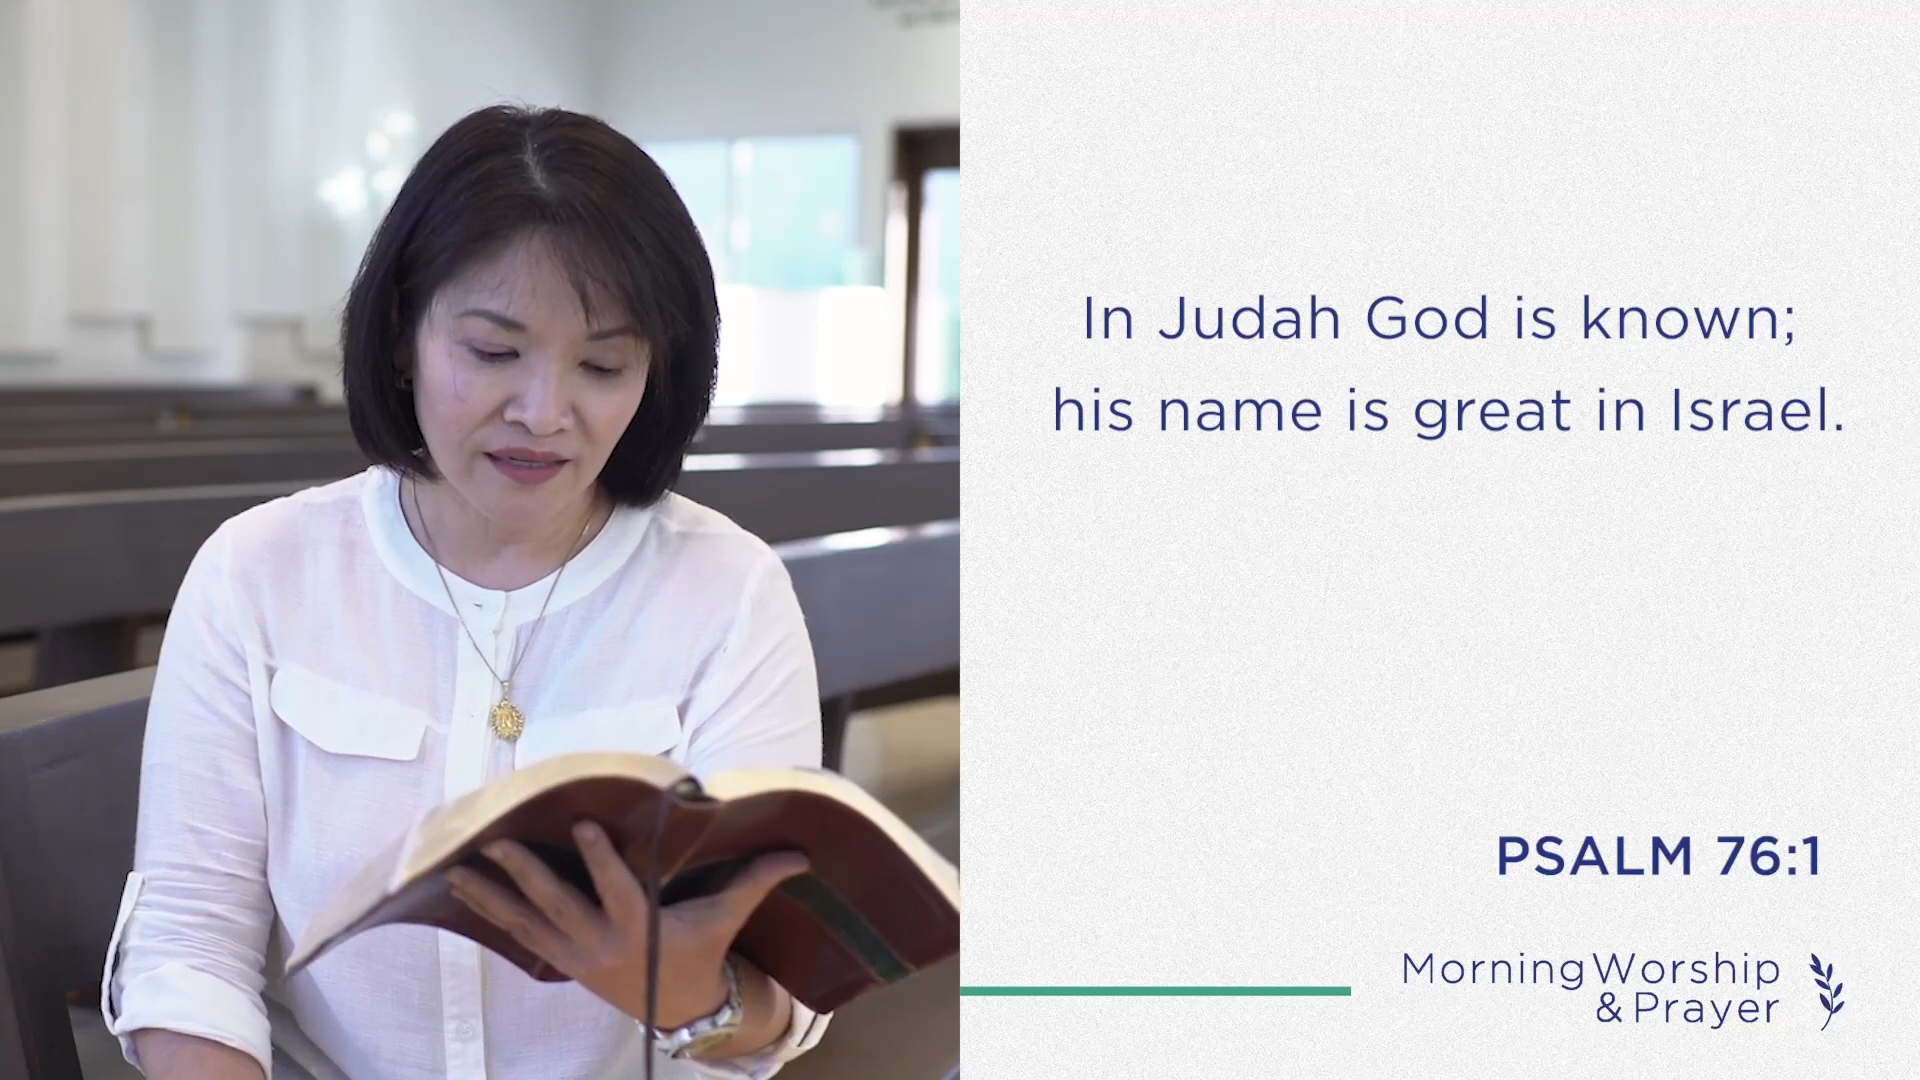 In Judah God is known;
his name is great in Israel.
PSALM 76:1
Morning Worship
& Prayer